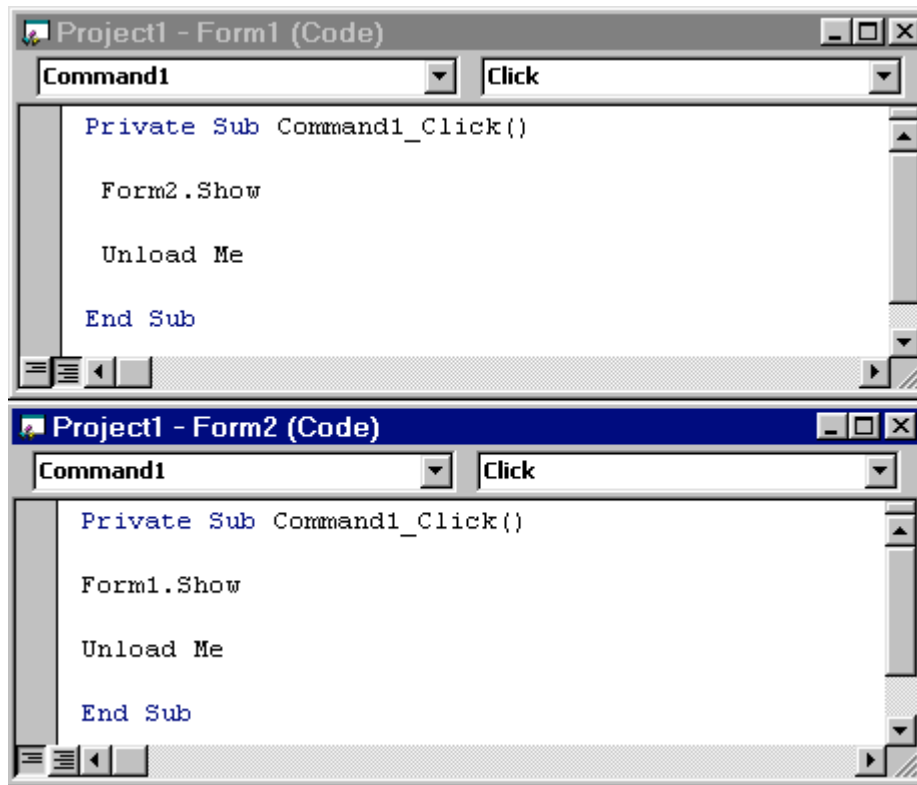 Project1 - Form1 (Code)
Command1 Click
Private Sub Command1_Click()
Form2.Show
Unload Me
End Sub
Project1 - Form2 (Code)
Command1 Click
Private Sub Command1_Click()
Form1.Show
Unload Me
End Sub